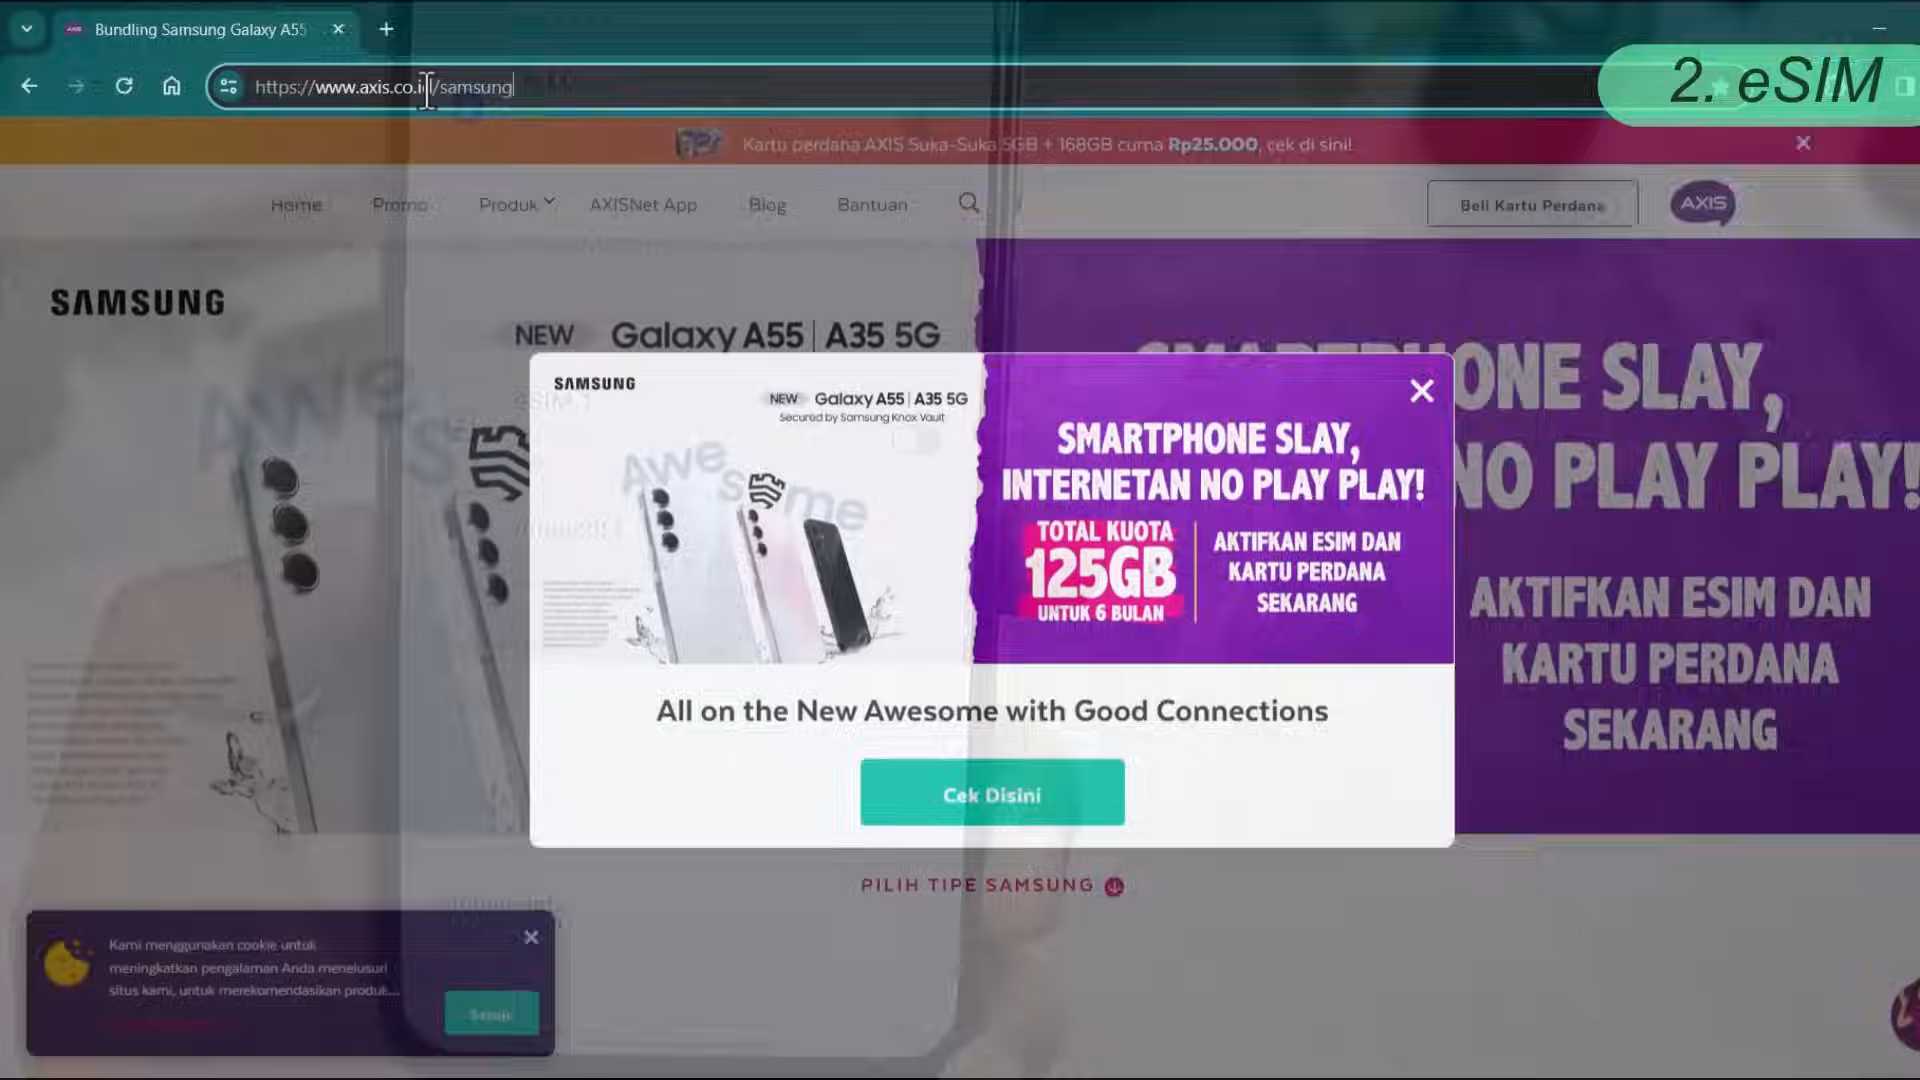 Bundling Samsung Galaxy A55
https://www.axis.co.id/samsung
2. eSIM
Kartu perdana AXIS Suka-Suka 5GB + 168GB cuma Rp25.000, cek di sini!
Home
Promo
Produk
AXISNet App
Blog
Bantuan
Beli Kartu Perdana
AXIS
SAMSUNG
NEW Galaxy A55 | A35 5G
ONE SLAY,
NO PLAY PLAY!
AKTIFKAN ESIM DAN
KARTU PERDANA
SEKARANG
SAMSUNG
NEW Galaxy A55 | A35 5G
Secured by Samsung Knox Vault
Awesome
SMARTPHONE SLAY,
INTERNETAN NO PLAY PLAY!
TOTAL KUOTA
125GB
UNTUK 6 BULAN
AKTIFKAN ESIM DAN
KARTU PERDANA
SEKARANG
All on the New Awesome with Good Connections
Cek Disini
PILIH TIPE SAMSUNG
Kami menggunakan cookie untuk
meningkatkan pengalaman Anda menelusuri
situs kami, untuk merekomendasikan produk...